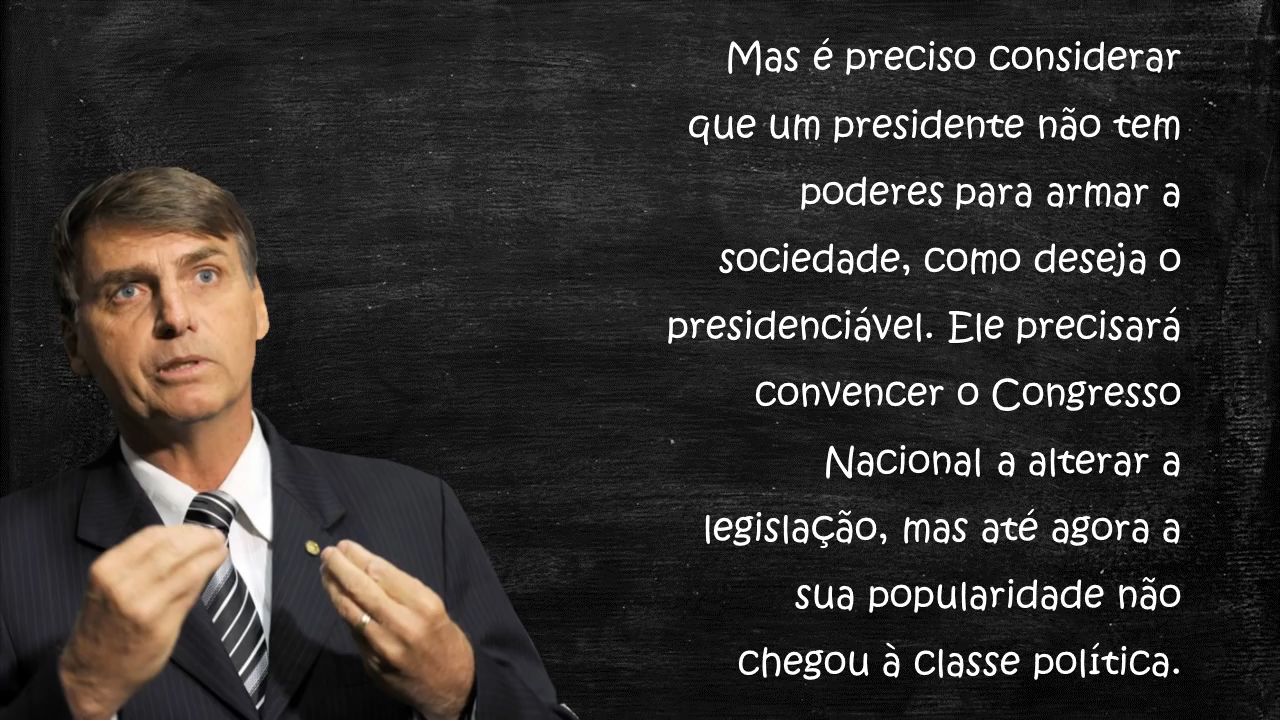 Mas é preciso considerar
que um presidente não tem
poderes para armar a
sociedade, como deseja o
presidenciável. Ele precisará
convencer o Congresso
Nacional a alterar a
legislação, mas até agora a
sua popularidade não
chegou à classe política.